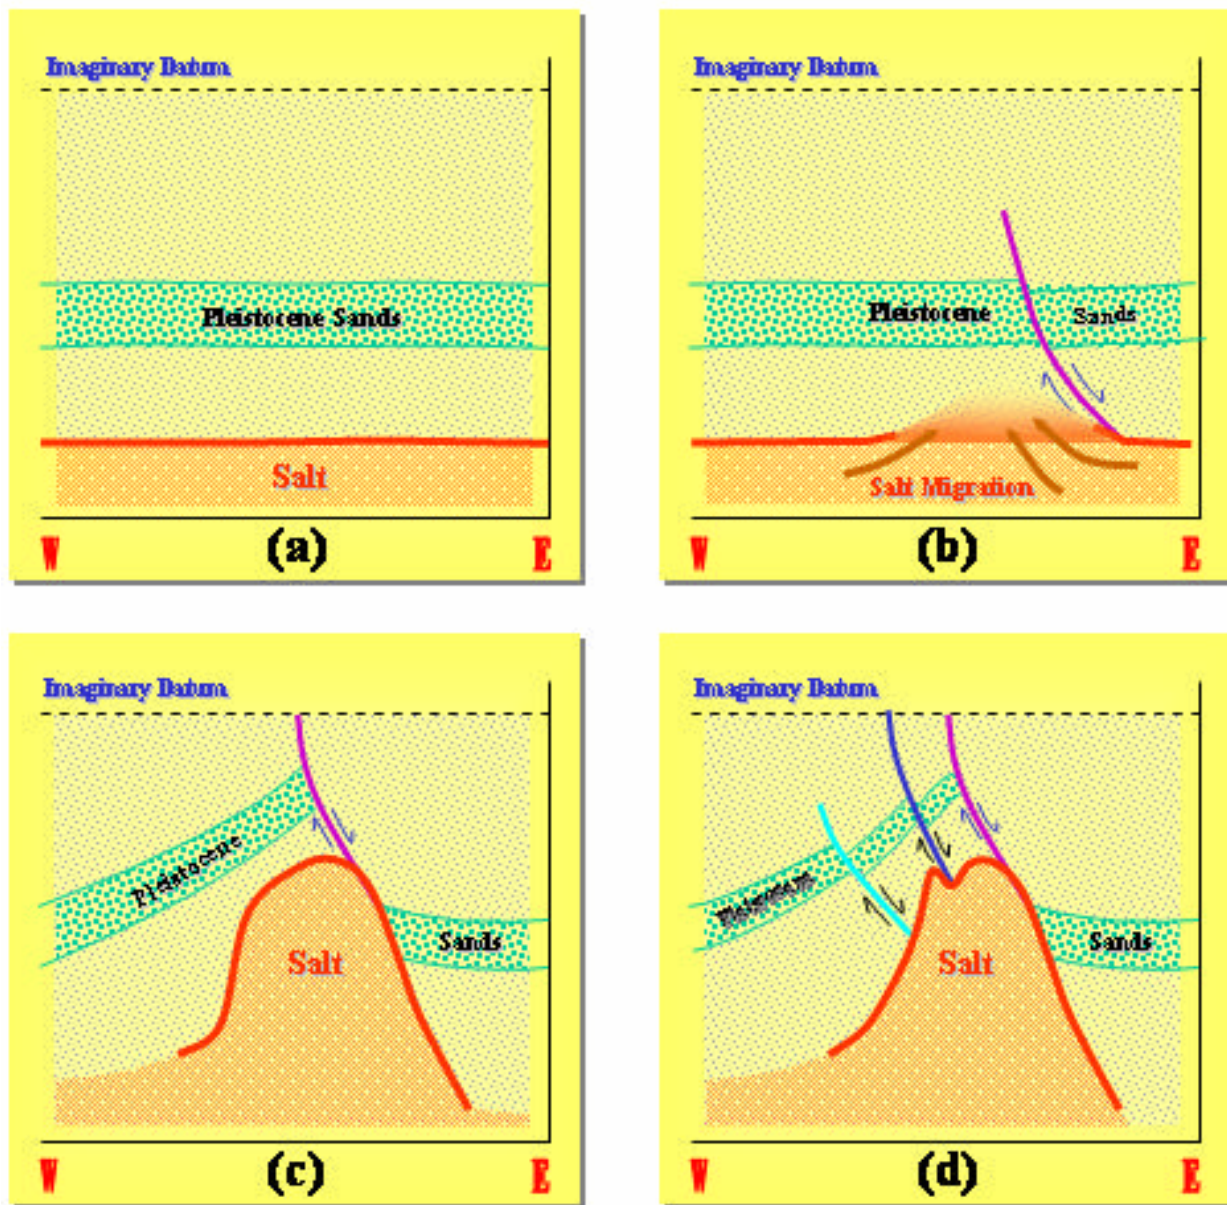 Imaginary Datum
Pleistocene Sands
Salt
W (a) E
Imaginary Datum
Pleistocene Sands
Salt Migration
W (b) E
Imaginary Datum
Pleistocene
Sands
Salt
W (c) E
Imaginary Datum
Pleistocene
Sands
Salt
W (d) E